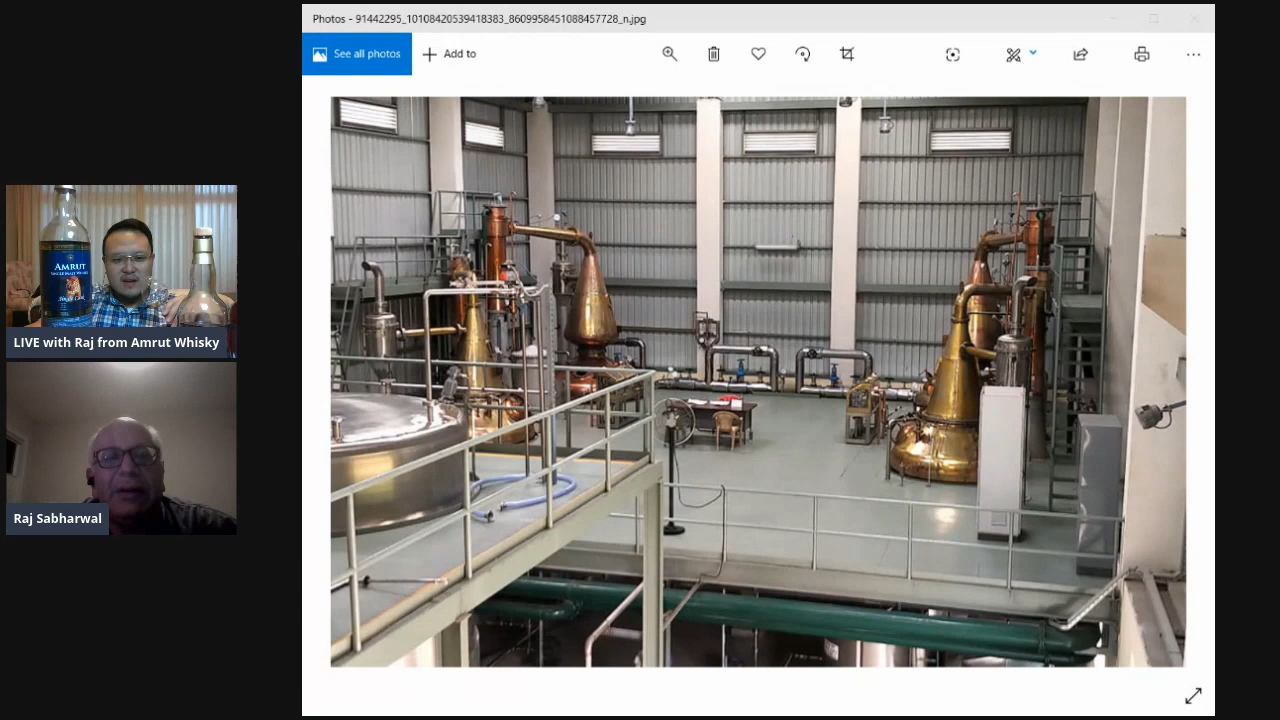 Photos - 91442295_10108420539418383_8609958451088457728_n.jpg
See all photos
Add to
AMRUT
LIVE with Raj from Amrut Whisky
Raj Sabharwal